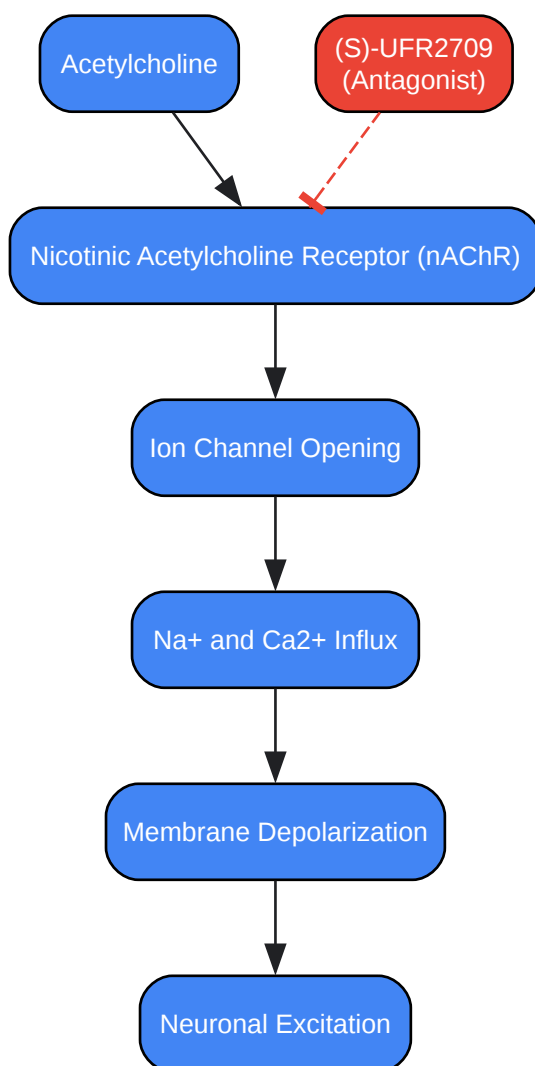 Acetylcholine
(S)-UFR2709
(Antagonist)
Nicotinic Acetylcholine Receptor (nAChR)
Ion Channel Opening
Na+ and Ca2+ Influx
Membrane Depolarization
Neuronal Excitation